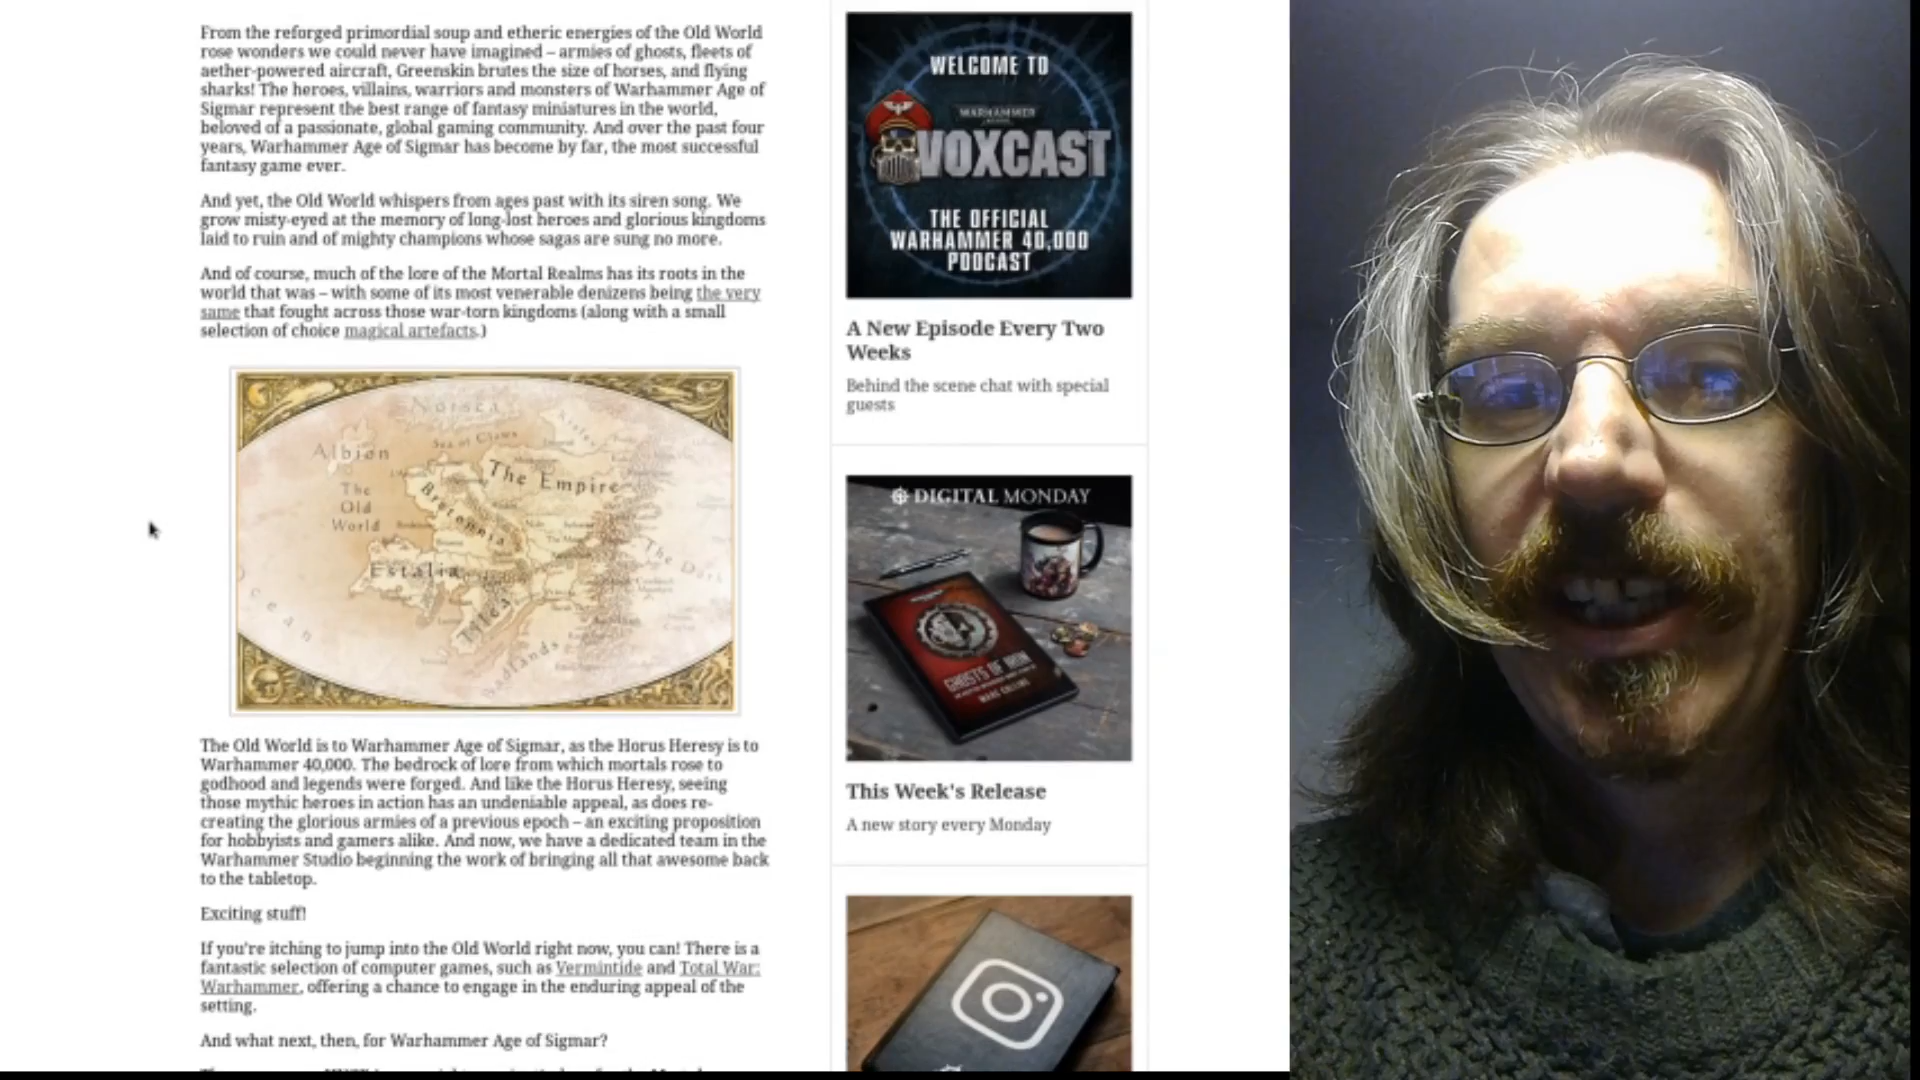 From the reforged primordial soup and etheric energies of the Old World
rose wonders we could never have imagined – armies of ghosts, fleets of
aether-powered aircraft, Greenskin brutes the size of horses, and flying
sharks! The heroes, villains, warriors and monsters of Warhammer Age of
Sigmar represent the best range of fantasy miniatures in the world,
beloved of a passionate, global gaming community. And over the past four
years, Warhammer Age of Sigmar has become by far, the most successful
fantasy game ever.
And yet, the Old World whispers from ages past with its siren song. We
grow misty-eyed at the memory of long-lost heroes and glorious kingdoms
laid to ruin and of mighty champions whose sagas are sung no more.
And of course, much of the lore of the Mortal Realms has its roots in the
world that was – with some of its most venerable denizens being the very
same that fought across those war-torn kingdoms (along with a small
selection of choice magical artefacts.)
Norsca
Albion
Sea of Claws
The Empire
The
Old
World
Bretonnia
Estalia
Tilea
The Dark
Badlands
Ocean
The Old World is to Warhammer Age of Sigmar, as the Horus Heresy is to
Warhammer 40,000. The bedrock of lore from which mortals rose to
godhood and legends were forged. And like the Horus Heresy, seeing
those mythic heroes in action has an undeniable appeal, as does re-
creating the glorious armies of a previous epoch – an exciting proposition
for hobbyists and gamers alike. And now, we have a dedicated team in the
Warhammer Studio beginning the work of bringing all that awesome back
to the tabletop.
Exciting stuff!
If you're itching to jump into the Old World right now, you can! There is a
fantastic selection of computer games, such as Vermintide and Total War:
Warhammer, offering a chance to engage in the enduring appeal of the
setting.
And what next, then, for Warhammer Age of Sigmar?
WELCOME TO
WARHAMMER
VOXCAST
THE OFFICIAL
WARHAMMER 40,000
PODCAST
A New Episode Every Two
Weeks
Behind the scene chat with special
guests
DIGITAL MONDAY
GHOSTS OF IRON
MARC COLLINS
This Week's Release
A new story every Monday